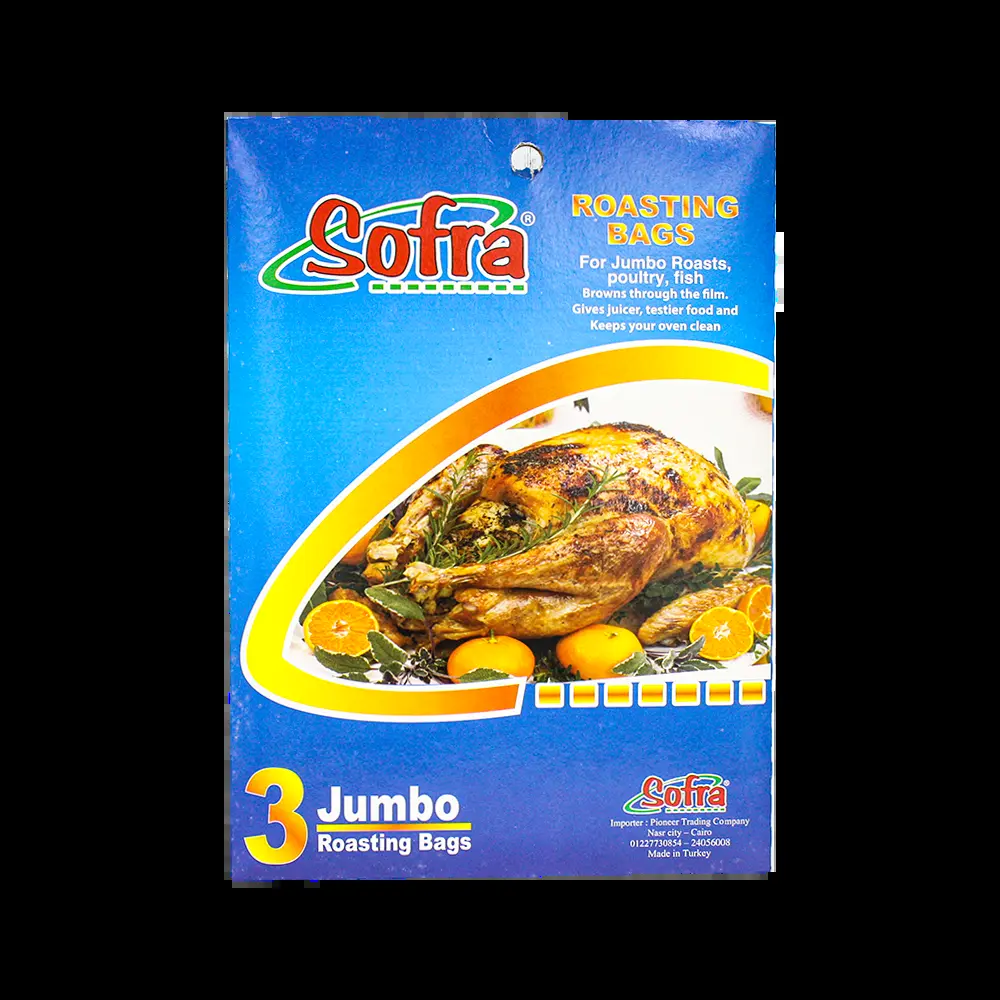 Sofra®
ROASTING
BAGS
For Jumbo Roasts,
poultry, fish
Browns through the film.
Gives juicer, testier food and
Keeps your oven clean
3 Jumbo
Roasting Bags
Sofra®
Importer : Pioneer Trading Company
Nasr city – Cairo
01227730854 – 24056008
Made in Turkey